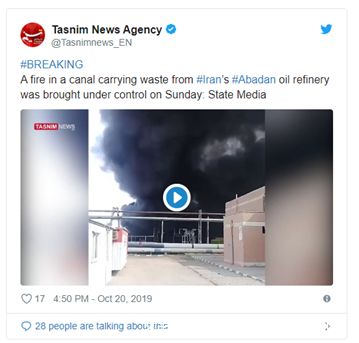 Tasnim News Agency
@Tasnimnews_EN
#BREAKING
A fire in a canal carrying waste from #Iran's #Abadan oil refinery
was brought under control on Sunday: State Media
TASNIM NEWS
17 4:50 PM - Oct 20, 2019
28 people are talking about this